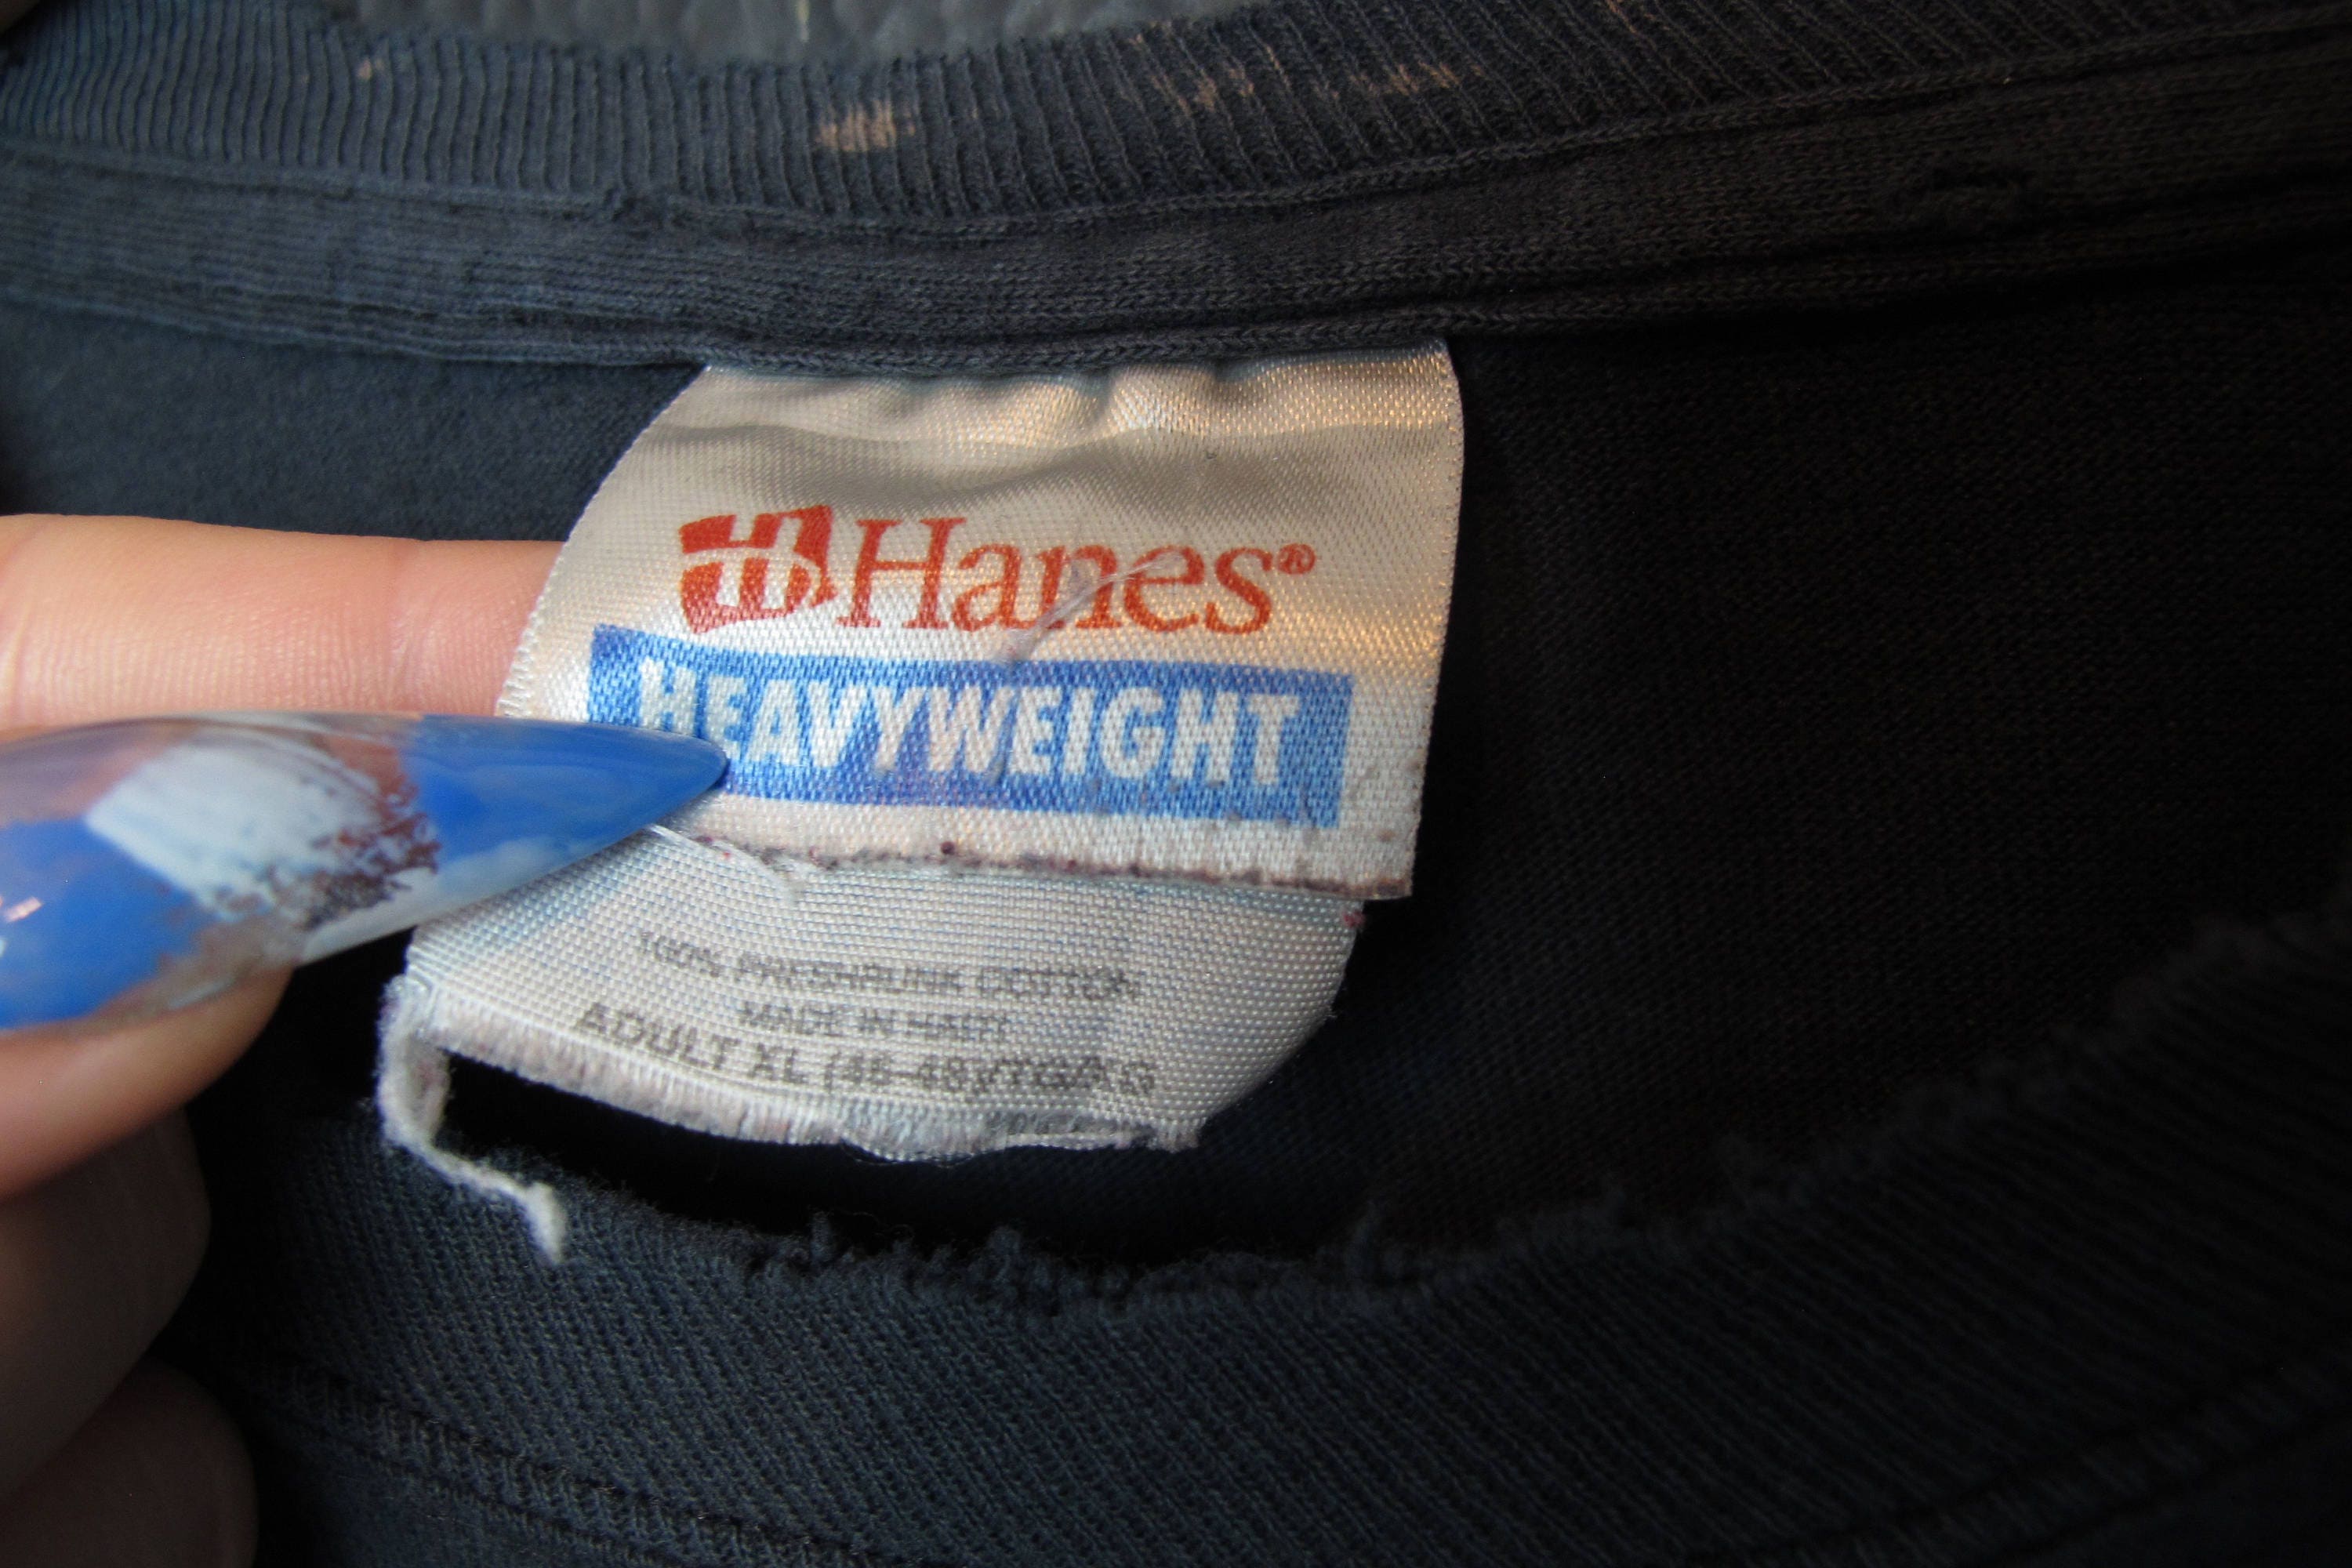 Hanes®
HEAVYWEIGHT
100% PRESHRUNK COTTON
MADE IN HAITI
ADULT XL (46-48)/TG/